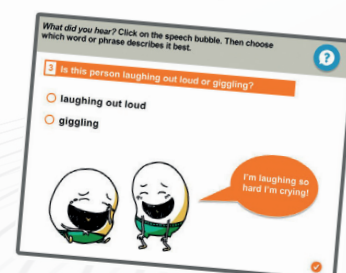 What did you hear? Click on the speech bubble. Then choose
which word or phrase describes it best.
?
3 Is this person laughing out loud or giggling?
laughing out loud
giggling
I'm laughing so
hard I'm crying!